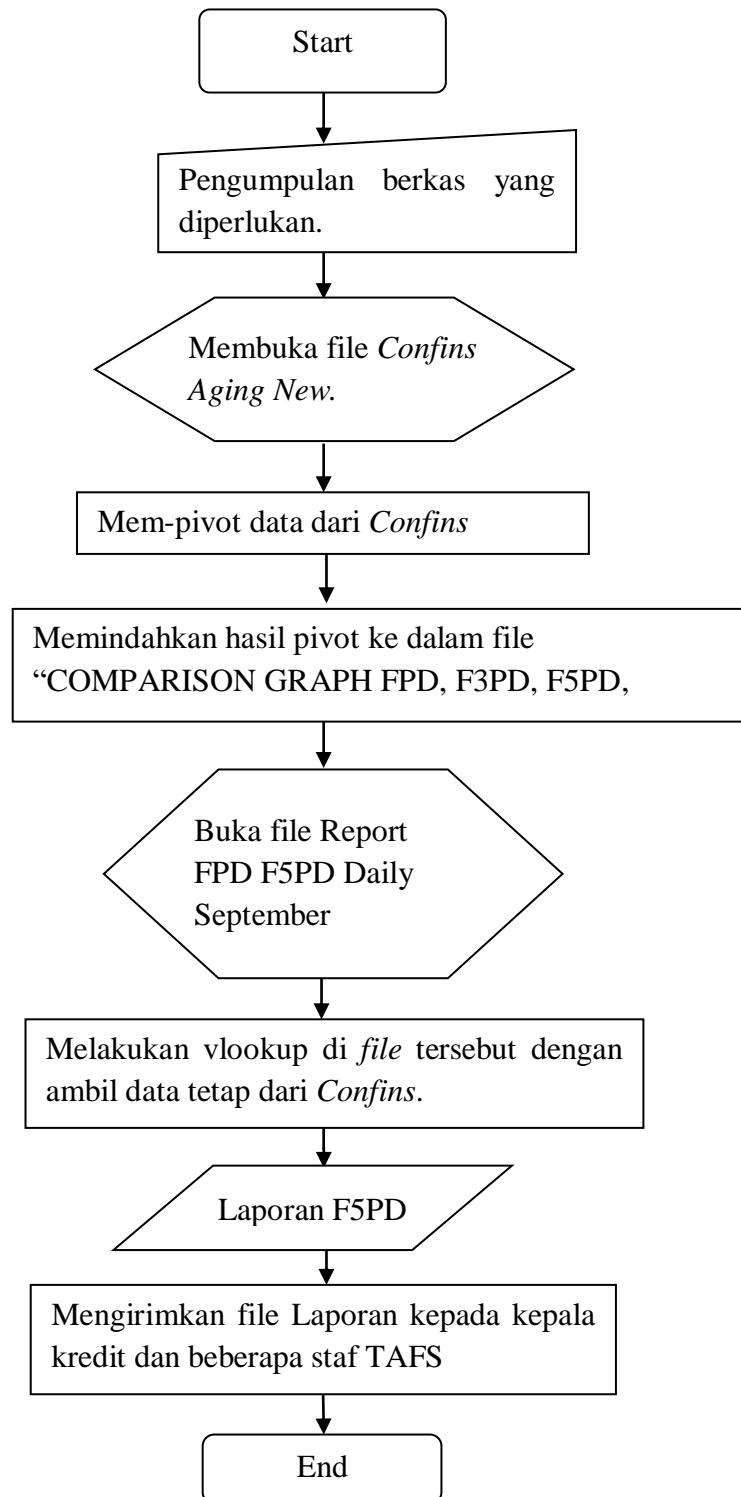 Start
Pengumpulan berkas yang
diperlukan.
Membuka file Confins
Aging New.
Mem-pivot data dari Confins
Memindahkan hasil pivot ke dalam file
“COMPARISON GRAPH FPD, F3PD, F5PD,
Buka file Report
FPD F5PD Daily
September
Melakukan vlookup di file tersebut dengan
ambil data tetap dari Confins.
Laporan F5PD
Mengirimkan file Laporan kepada kepala
kredit dan beberapa staf TAFS
End